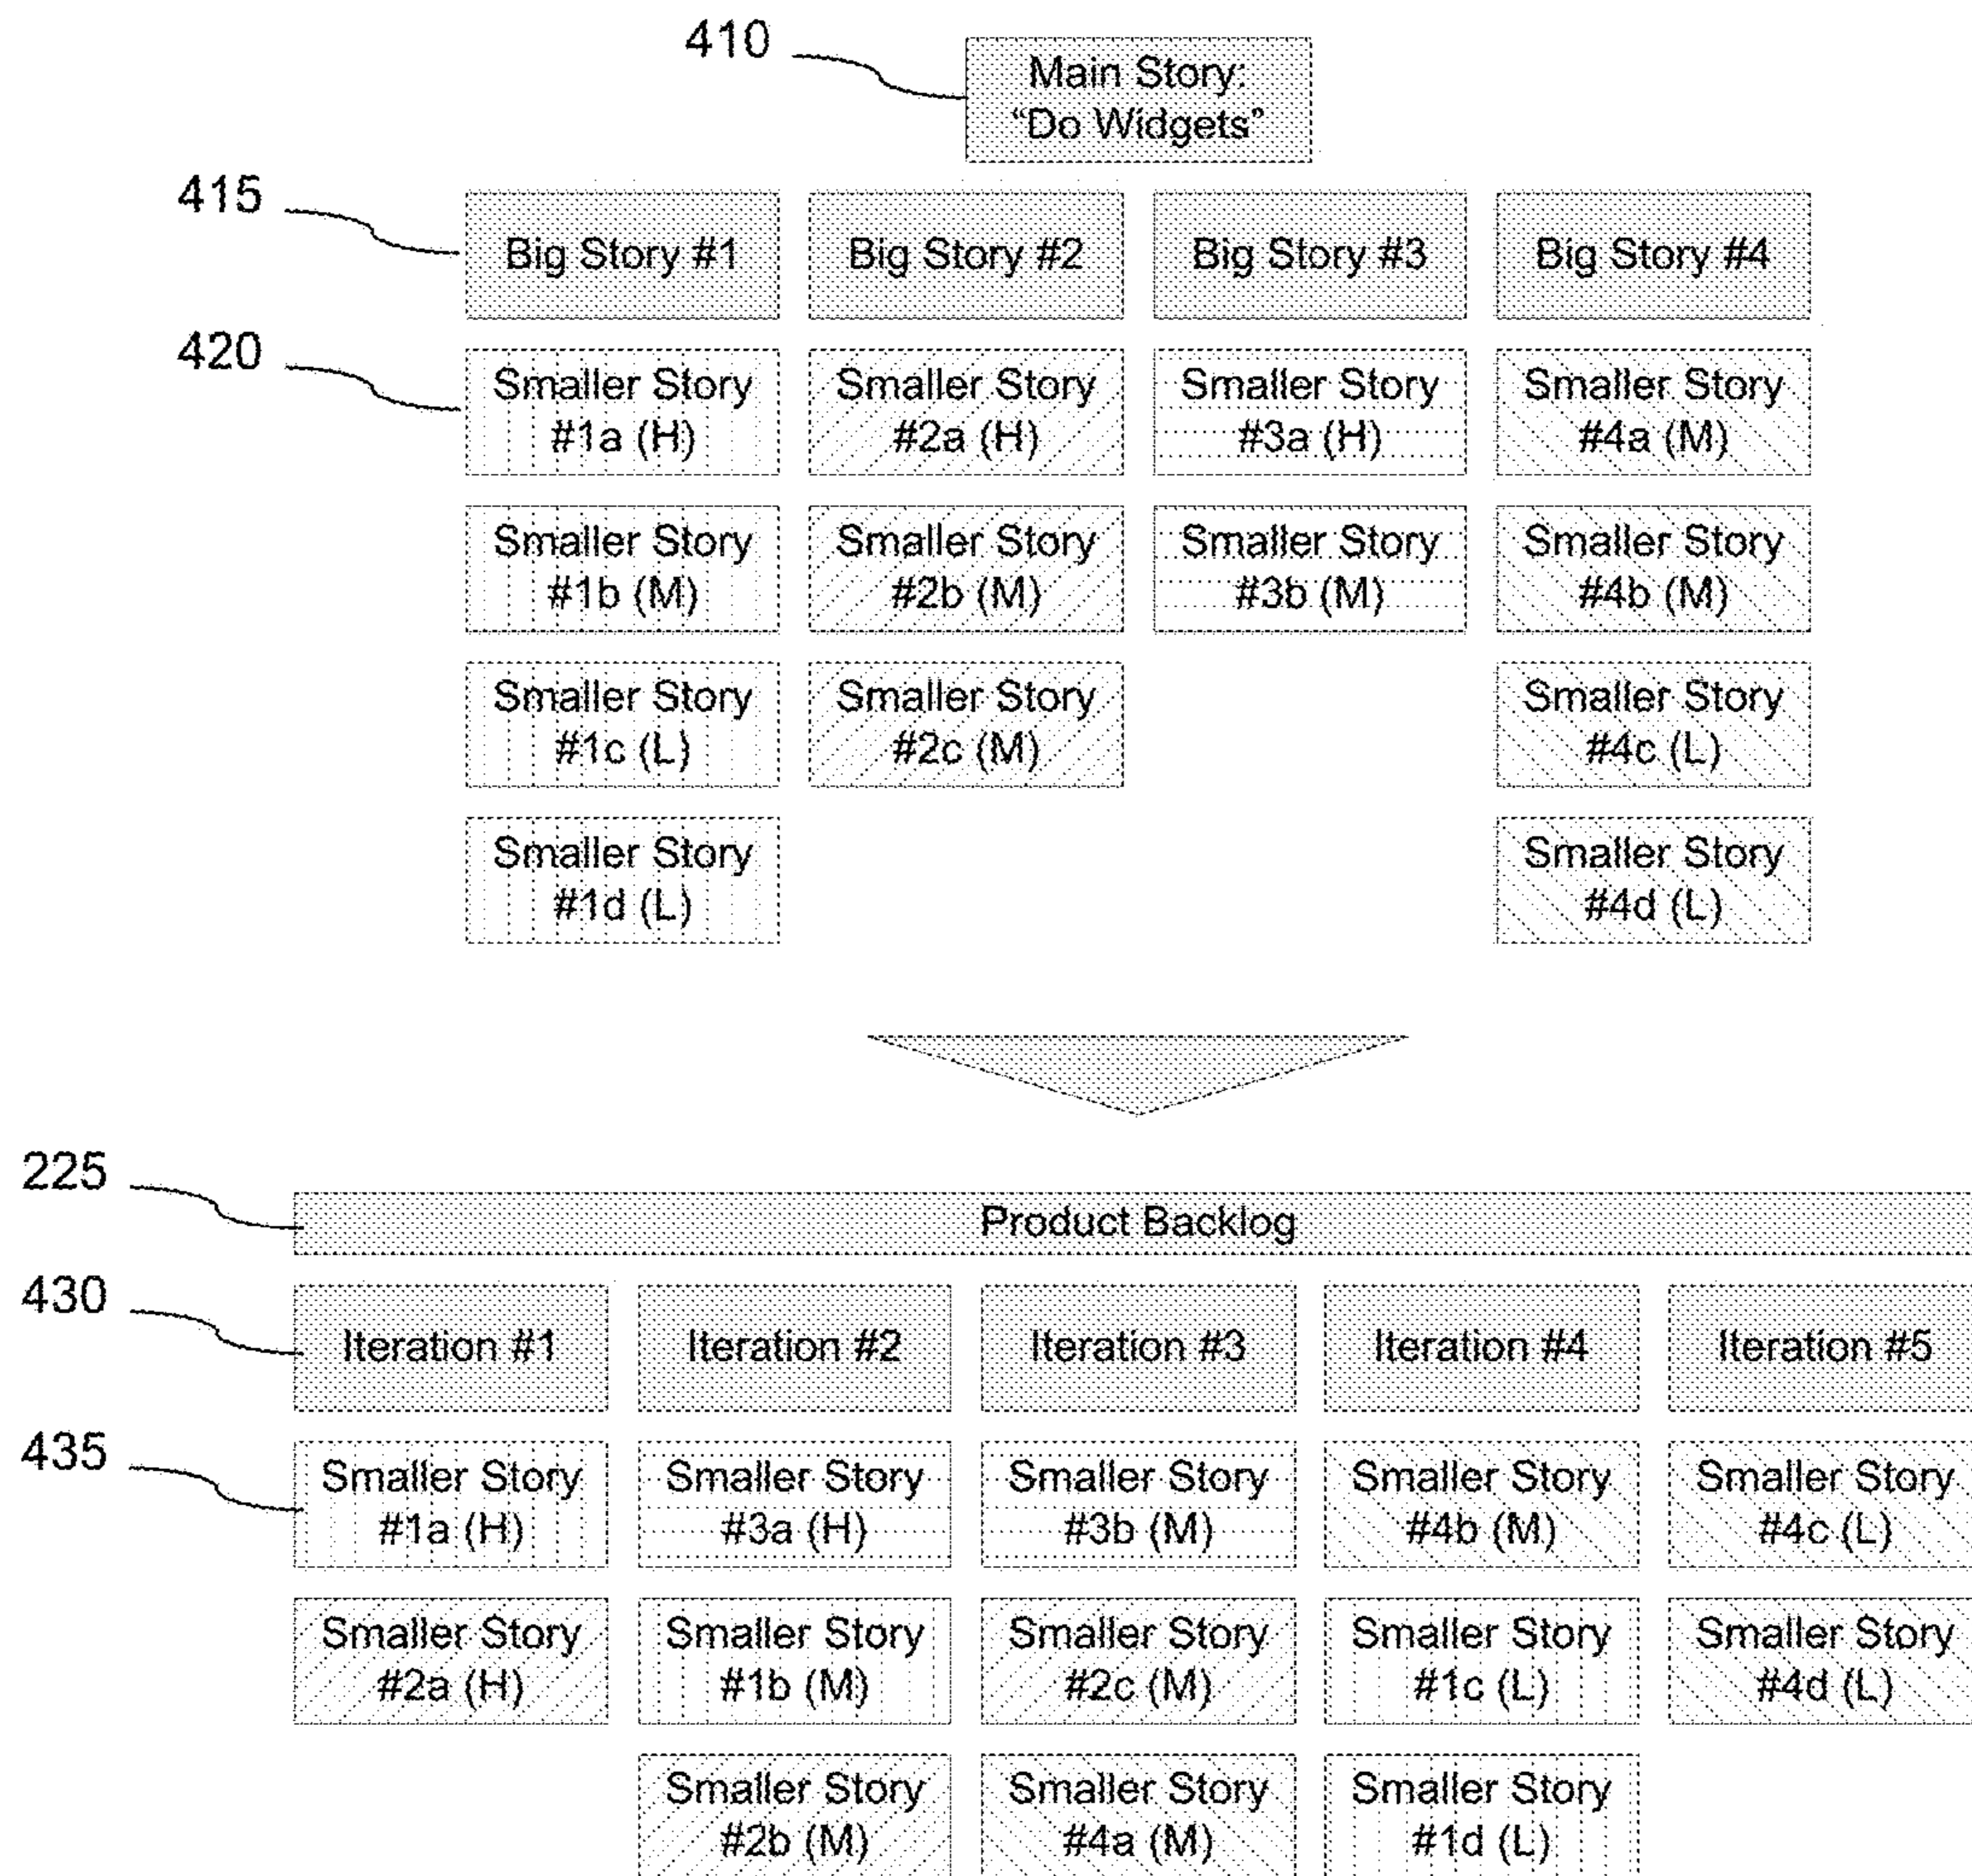 410
Main Story:
“Do Widgets”
415
Big Story #1
Big Story #2
Big Story #3
Big Story #4
420
Smaller Story
#1a (H)
Smaller Story
#2a (H)
Smaller Story
#3a (H)
Smaller Story
#4a (M)
Smaller Story
#1b (M)
Smaller Story
#2b (M)
Smaller Story
#3b (M)
Smaller Story
#4b (M)
Smaller Story
#1c (L)
Smaller Story
#2c (M)
Smaller Story
#4c (L)
Smaller Story
#1d (L)
Smaller Story
#4d (L)
225
Product Backlog
430
Iteration #1
Iteration #2
Iteration #3
Iteration #4
Iteration #5
435
Smaller Story
#1a (H)
Smaller Story
#3a (H)
Smaller Story
#3b (M)
Smaller Story
#4b (M)
Smaller Story
#4c (L)
Smaller Story
#2a (H)
Smaller Story
#1b (M)
Smaller Story
#2c (M)
Smaller Story
#1c (L)
Smaller Story
#4d (L)
Smaller Story
#2b (M)
Smaller Story
#4a (M)
Smaller Story
#1d (L)